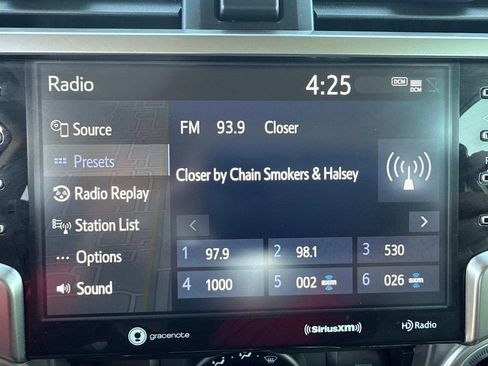 Radio
4:25
DCM
DCM
Source
FM 93.9 Closer
Presets
Closer by Chain Smokers & Halsey
Radio Replay
Station List
Options
Sound
1 97.9
2 98.1
3 530
4 1000
5 002 sxm
6 026 sxm
gracenote
((SiriusXM))
HD Radio